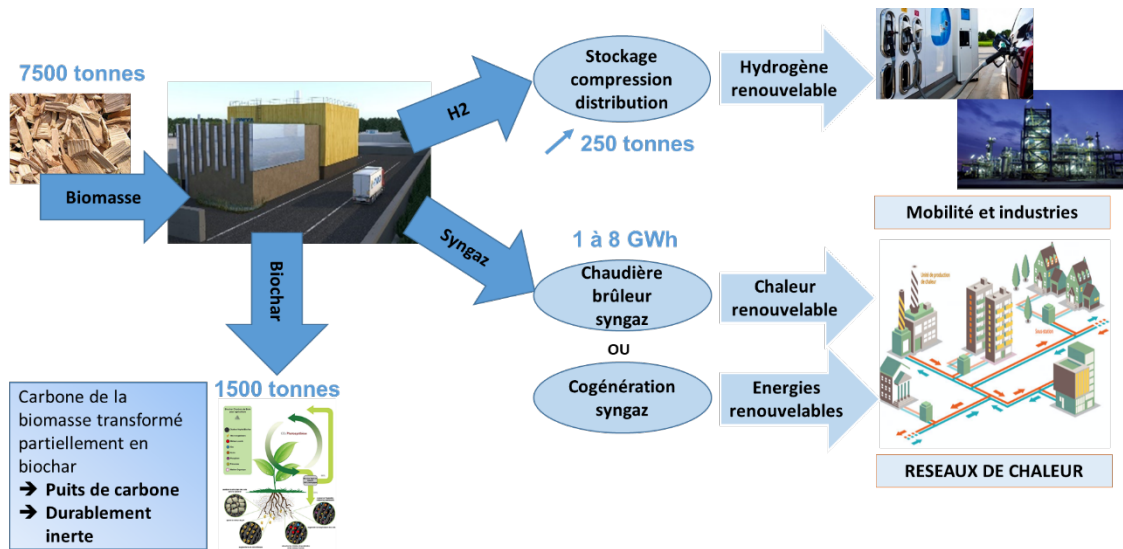 7500 tonnes
Biomasse
H2
Stockage
compression
distribution
250 tonnes
Hydrogène
renouvelable
Mobilité et industries
Syngaz
1 à 8 GWh
Chaudière
brûleur
syngaz
Chaleur
renouvelable
OU
Cogénération
syngaz
Energies
renouvelables
RESEAUX DE CHALEUR
Biochar
1500 tonnes
Carbone de la
biomasse transformé
partiellement en
biochar
➔ Puits de carbone
➔ Durablement
inerte